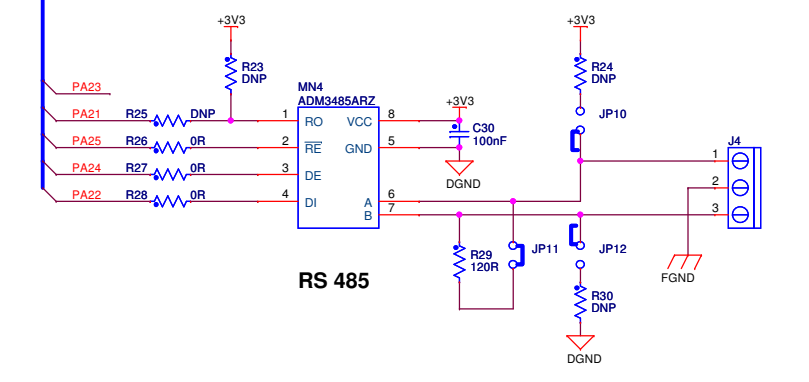 +3V3
+3V3
R23
DNP
R24
DNP
PA23
MN4
ADM3485ARZ
+3V3
JP10
PA21 R25 DNP 1 RO VCC 8
C30
100nF
PA25 R26 0R 2 RE GND 5
J4
1
PA24 R27 0R 3 DE
DGND
2
PA22 R28 0R 4 DI A 6
B 7
3
R29
120R
JP11
JP12
RS 485
FGND
R30
DNP
DGND